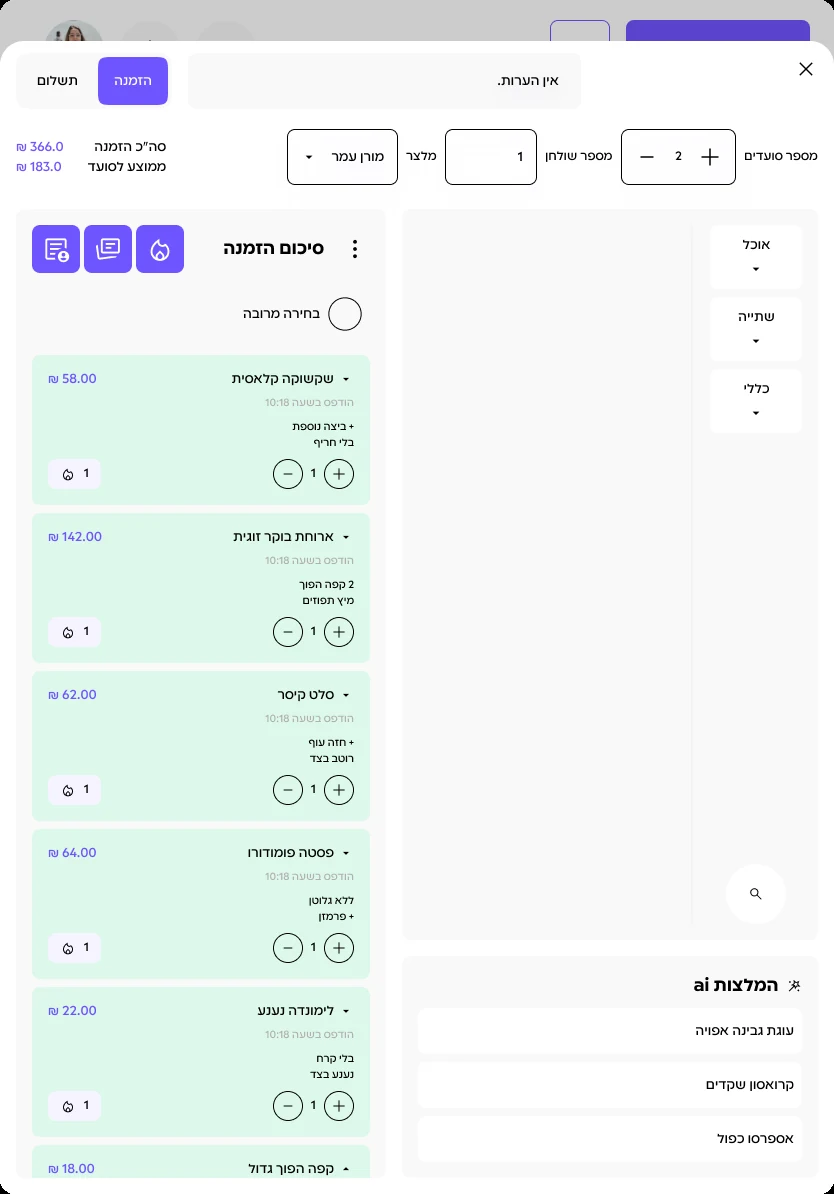 הזמנה
תשלום
אין הערות.
מספר סועדים
2
מספר שולחן
1
מלצר
מורן עמר
סה"כ הזמנה
366.0 ₪
ממוצע לסועד
183.0 ₪
אוכל
שתייה
כללי
המלצות ai
עוגת גבינה אפויה
קרואסון שקדים
אספרסו כפול
סיכום הזמנה
בחירה מרובה
שקשוקה קלאסית
58.00 ₪
הודפס בשעה 10:18
+ ביצה נוספת
בלי חריף
1
1
ארוחת בוקר זוגית
142.00 ₪
הודפס בשעה 10:18
2 קפה הפוך
מיץ תפוזים
1
1
סלט קיסר
62.00 ₪
הודפס בשעה 10:18
+ חזה עוף
רוטב בצד
1
1
פסטה פומודורו
64.00 ₪
הודפס בשעה 10:18
ללא גלוטן
+ פרמזן
1
1
לימונדה נענע
22.00 ₪
הודפס בשעה 10:18
בלי קרח
נענע בצד
1
1
קפה הפוך גדול
18.00 ₪